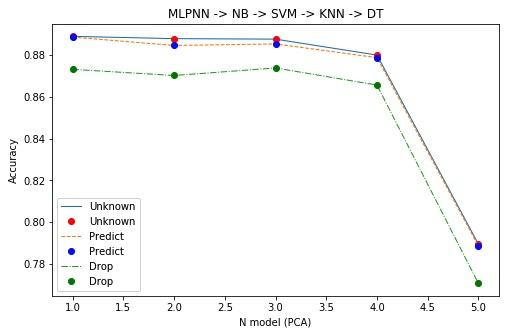 MLPNN -> NB -> SVM -> KNN -> DT
Accuracy
0.88
0.86
0.84
0.82
0.80
0.78
Unknown
Unknown
Predict
Predict
Drop
Drop
1.0 1.5 2.0 2.5 3.0 3.5 4.0 4.5 5.0
N model (PCA)